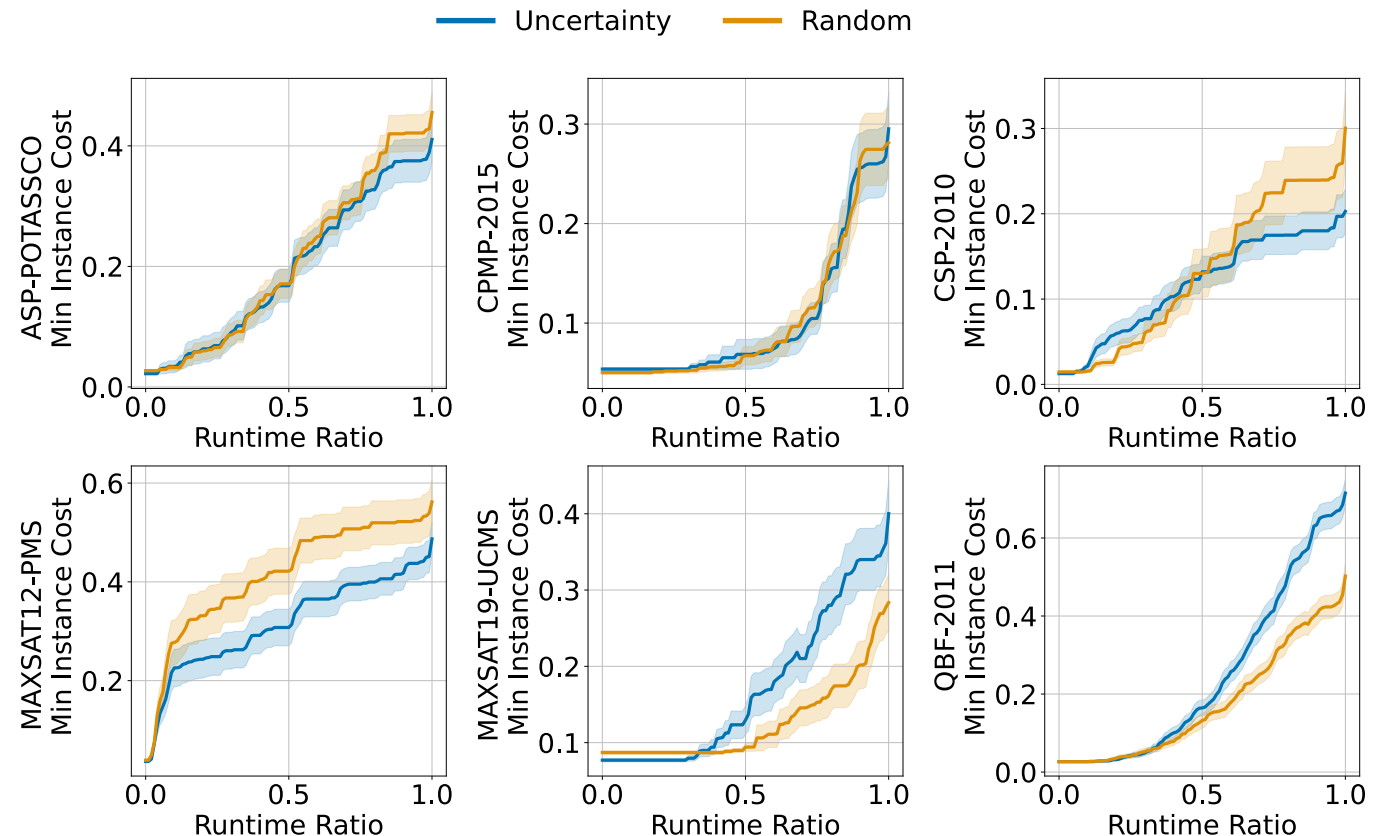 Uncertainty Random
ASP-POTASSCO
Min Instance Cost
0.4
0.2
0.0
0.0 0.5 1.0
Runtime Ratio
CPMP-2015
Min Instance Cost
0.3
0.2
0.1
0.0 0.5 1.0
Runtime Ratio
CSP-2010
Min Instance Cost
0.3
0.2
0.1
0.0
0.0 0.5 1.0
Runtime Ratio
MAXSAT12-PMS
Min Instance Cost
0.6
0.4
0.2
0.0 0.5 1.0
Runtime Ratio
MAXSAT19-UCMS
Min Instance Cost
0.4
0.3
0.2
0.1
0.0 0.5 1.0
Runtime Ratio
QBF-2011
Min Instance Cost
0.6
0.4
0.2
0.0
0.0 0.5 1.0
Runtime Ratio